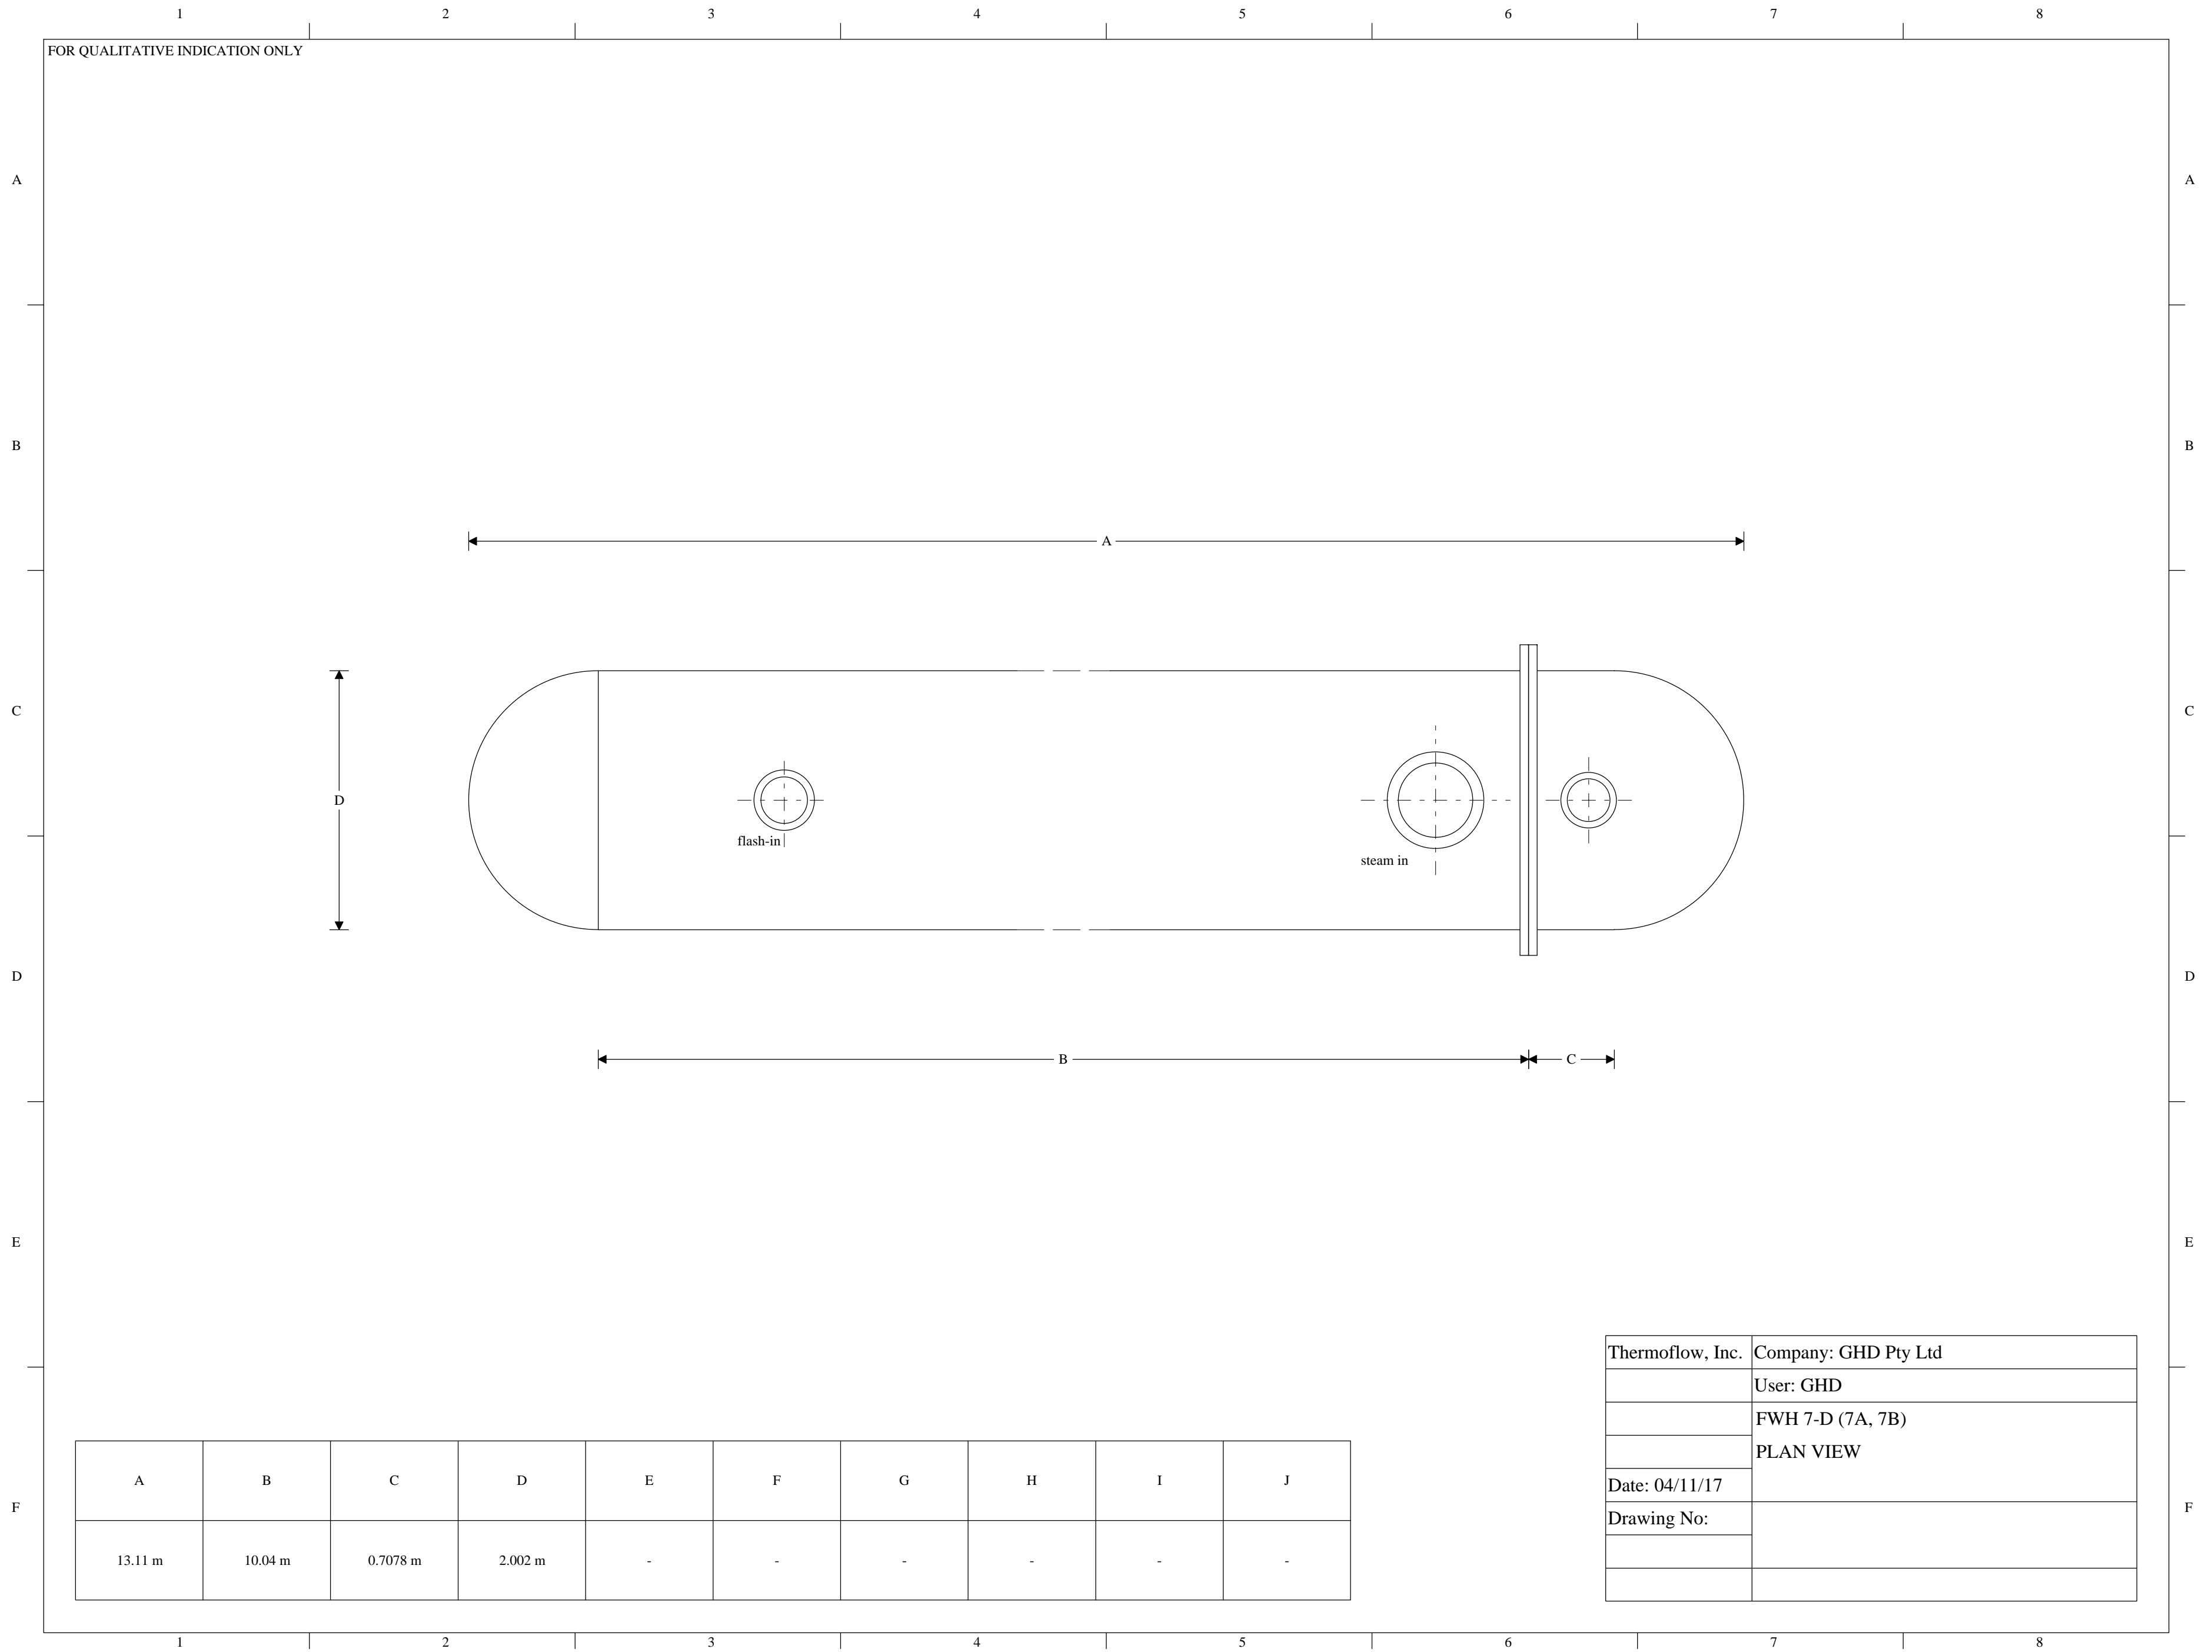 1 2 3 4 5 6 7 8
FOR QUALITATIVE INDICATION ONLY
A A
B B
A
C C
D
flash-in
steam in
D D
B C
E E
Thermoflow, Inc. Company: GHD Pty Ltd
User: GHD
FWH 7-D (7A, 7B)
PLAN VIEW
Date: 04/11/17
Drawing No:
A B C D E F G H I J
F F
13.11 m 10.04 m 0.7078 m 2.002 m - - - - - -
1 2 3 4 5 6 7 8